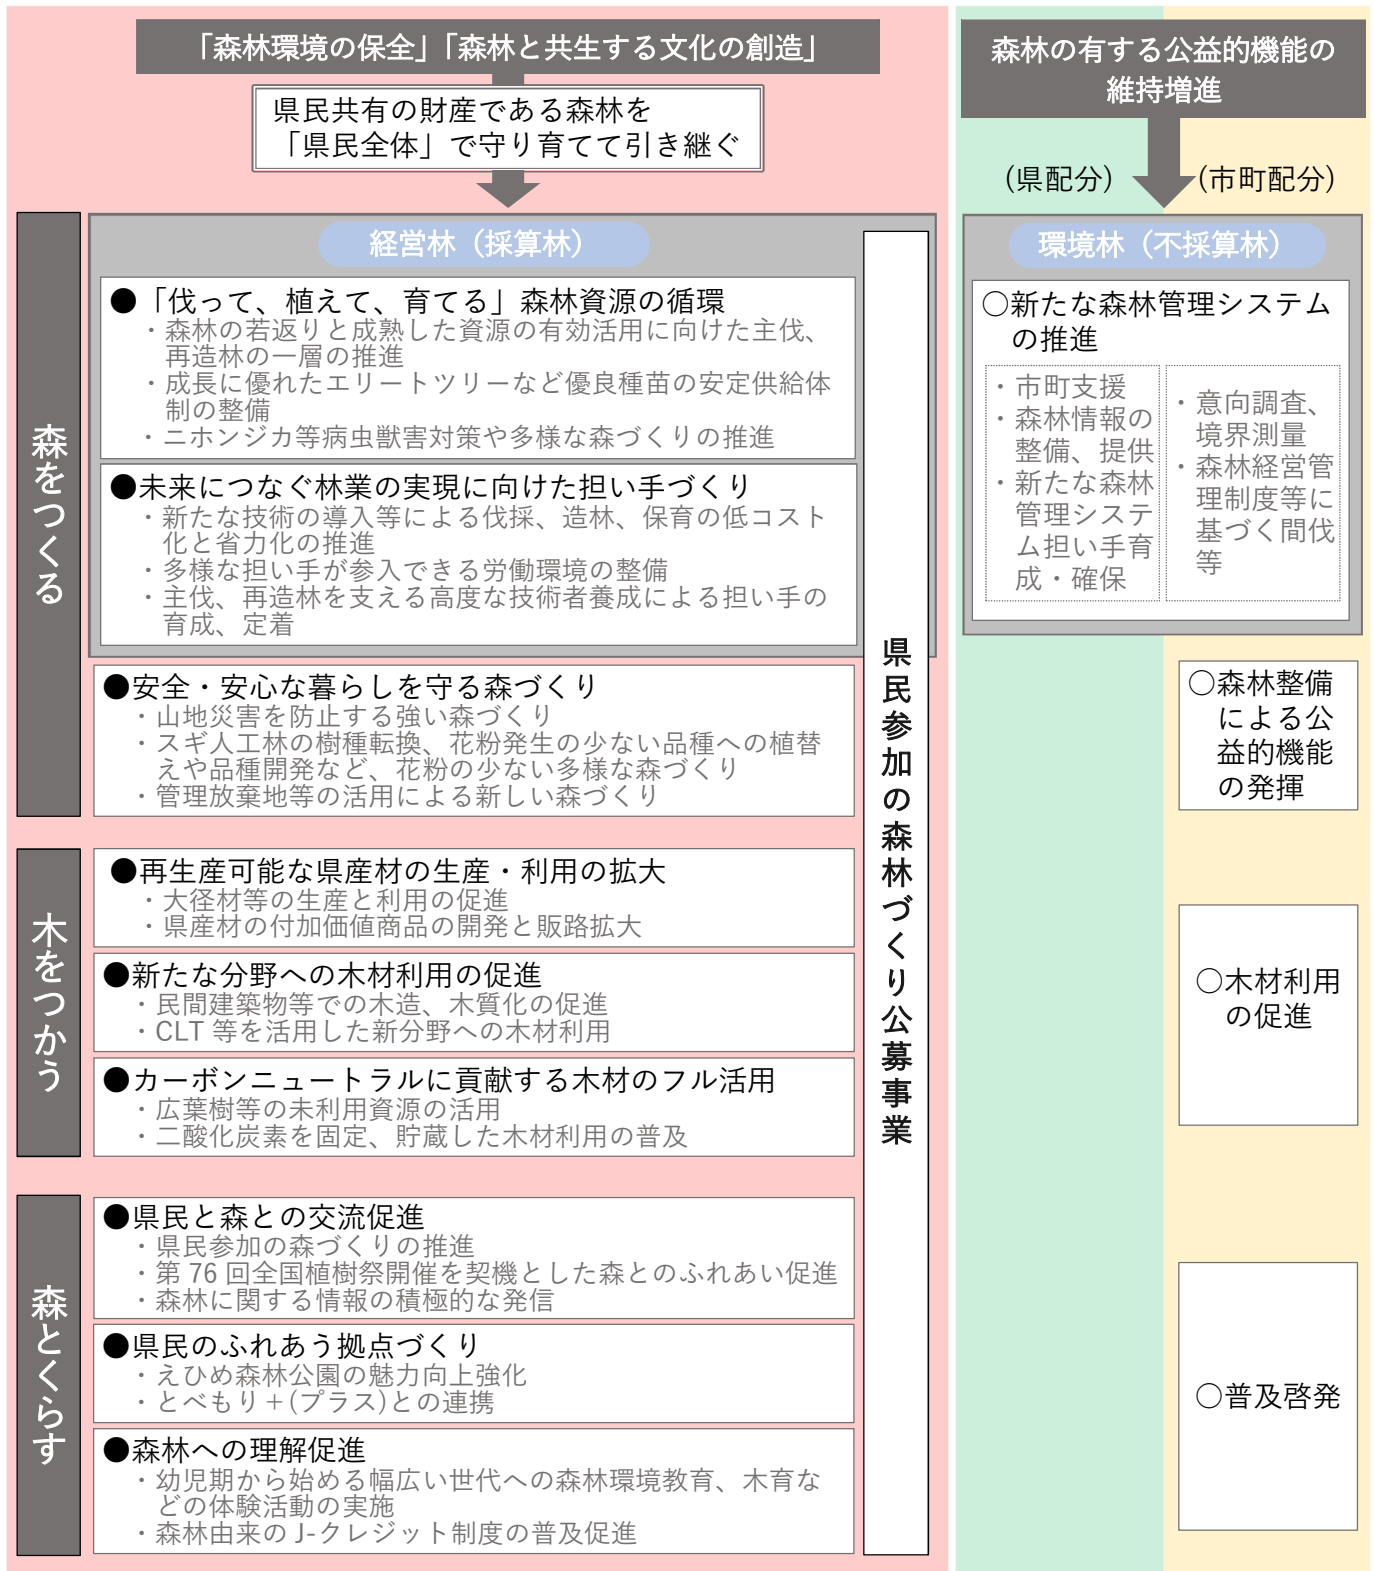 「森林環境の保全」「森林と共生する文化の創造」
県民共有の財産である森林を
「県民全体」で守り育てて引き継ぐ
森をつくる
経営林（採算林）
●「伐って、植えて、育てる」森林資源の循環
・森林の若返りと成熟した資源の有効活用に向けた主伐、
再造林の一層の推進
・成長に優れたエリートツリーなど優良種苗の安定供給体
制の整備
・ニホンジカ等病虫獣害対策や多様な森づくりの推進
●未来につなぐ林業の実現に向けた担い手づくり
・新たな技術の導入等による伐採、造林、保育の低コスト
化と省力化の推進
・多様な担い手が参入できる労働環境の整備
・主伐、再造林を支える高度な技術者養成による担い手の
育成、定着
●安全・安心な暮らしを守る森づくり
・山地災害を防止する強い森づくり
・スギ人工林の樹種転換、花粉発生の少ない品種への植替
えや品種開発など、花粉の少ない多様な森づくり
・管理放棄地等の活用による新しい森づくり
木をつかう
●再生産可能な県産材の生産・利用の拡大
・大径材等の生産と利用の促進
・県産材の付加価値商品の開発と販路拡大
●新たな分野への木材利用の促進
・民間建築物等での木造、木質化の促進
・CLT 等を活用した新分野への木材利用
●カーボンニュートラルに貢献する木材のフル活用
・広葉樹等の未利用資源の活用
・二酸化炭素を固定、貯蔵した木材利用の普及
森とくらす
●県民と森との交流促進
・県民参加の森づくりの推進
・第 76 回全国植樹祭開催を契機とした森とのふれあい促進
・森林に関する情報の積極的な発信
●県民のふれあう拠点づくり
・えひめ森林公園の魅力向上強化
・とべもり＋(プラス)との連携
●森林への理解促進
・幼児期から始める幅広い世代への森林環境教育、木育な
どの体験活動の実施
・森林由来の J-クレジット制度の普及促進
県民参加の森林づくり公募事業
森林の有する公益的機能の
維持増進
（県配分）
（市町配分）
環境林（不採算林）
○新たな森林管理システム
の推進
・市町支援
・森林情報の
整備、提供
・新たな森林
管理システ
ム担い手育
成・確保
・意向調査、
境界測量
・森林経営管
理制度等に
基づく間伐
等
○森林整備
による公
益的機能
の発揮
○木材利用
の促進
○普及啓発